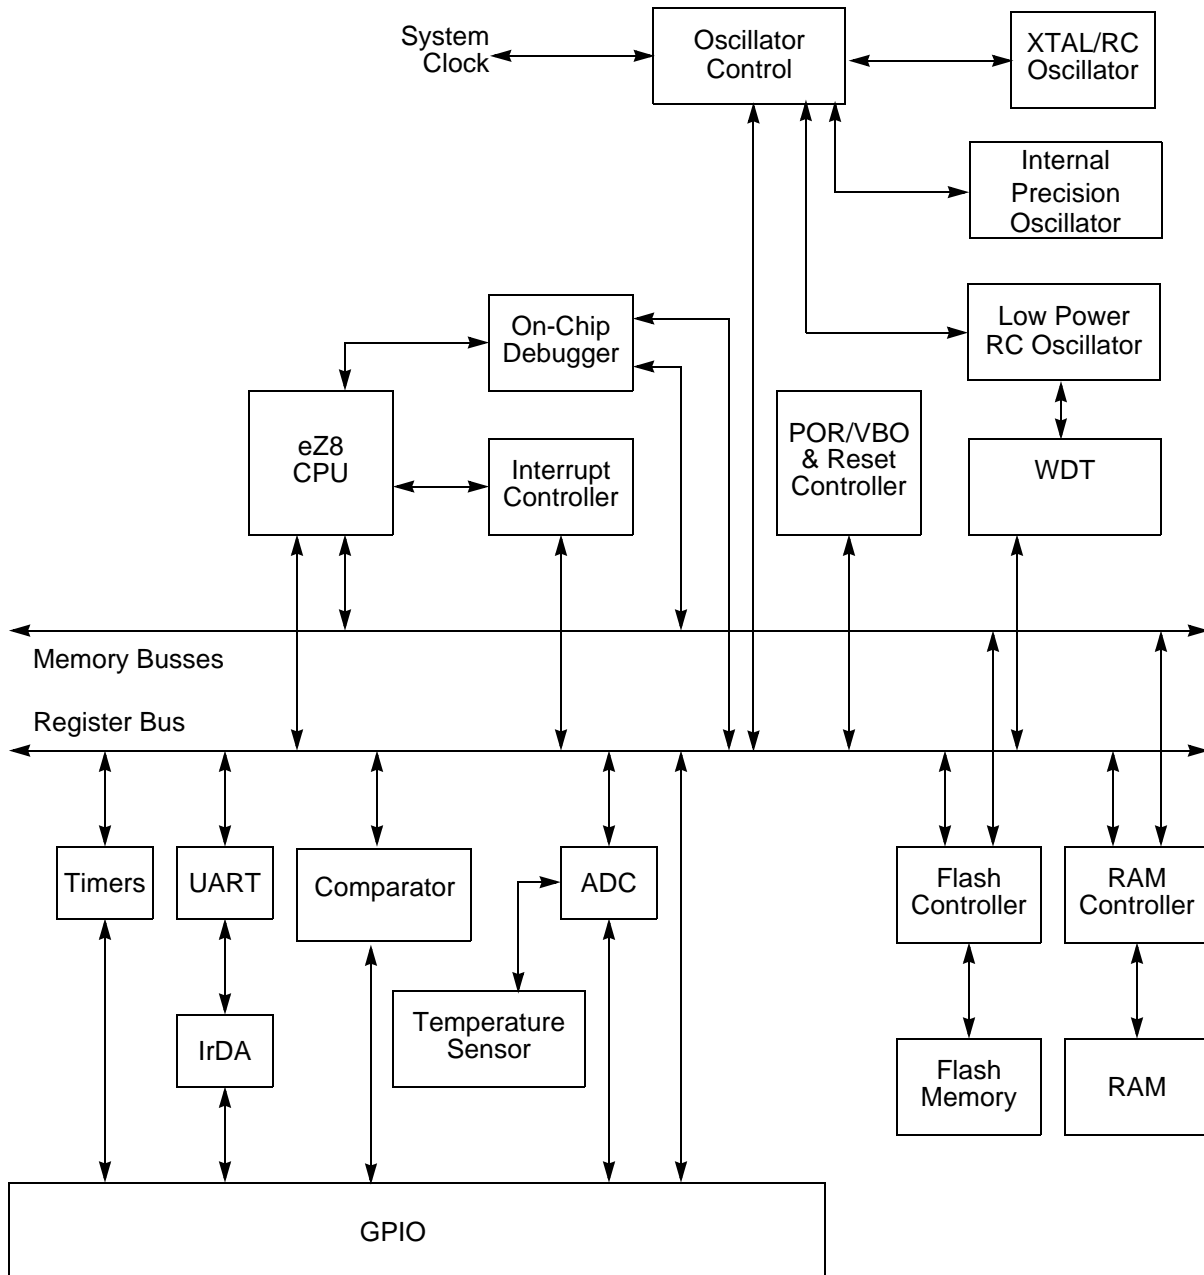 System
Clock
Oscillator
Control
XTAL/RC
Oscillator
Internal
Precision
Oscillator
On-Chip
Debugger
Low Power
RC Oscillator
eZ8
CPU
Interrupt
Controller
POR/VBO
& Reset
Controller
WDT
Memory Busses
Register Bus
Timers
UART
Comparator
ADC
Flash
Controller
RAM
Controller
Temperature
Sensor
IrDA
Flash
Memory
RAM
GPIO